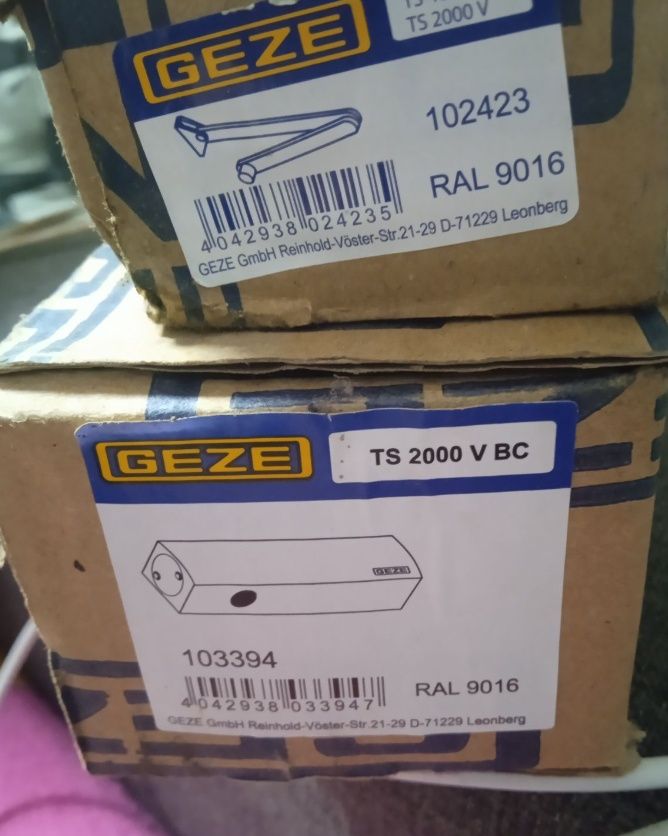 GEZE
TS 2000 V
102423
RAL 9016
4 042938 024235
GEZE GmbH Reinhold-Vöster-Str.21-29 D-71229 Leonberg
GEZE
TS 2000 V BC
GEZE
103394
RAL 9016
4 042938 033947
GEZE GmbH Reinhold-Vöster-Str.21-29 D-71229 Leonberg